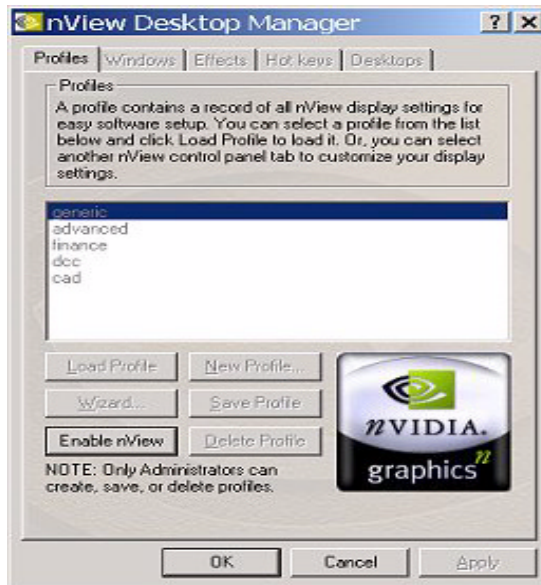 nView Desktop Manager
Profiles Windows Effects Hot keys Desktops
Profiles
A profile contains a record of all nView display settings for
easy software setup. You can select a profile from the list
below and click Load Profile to load it. Or, you can select
another nView control panel tab to customize your display
settings.
generic
advanced
finance
dcc
cad
Load Profile New Profile...
Wizard... Save Profile
Enable nView Delete Profile
NOTE: Only Administrators can
create, save, or delete profiles.
nVIDIA.
graphics n
OK Cancel Apply